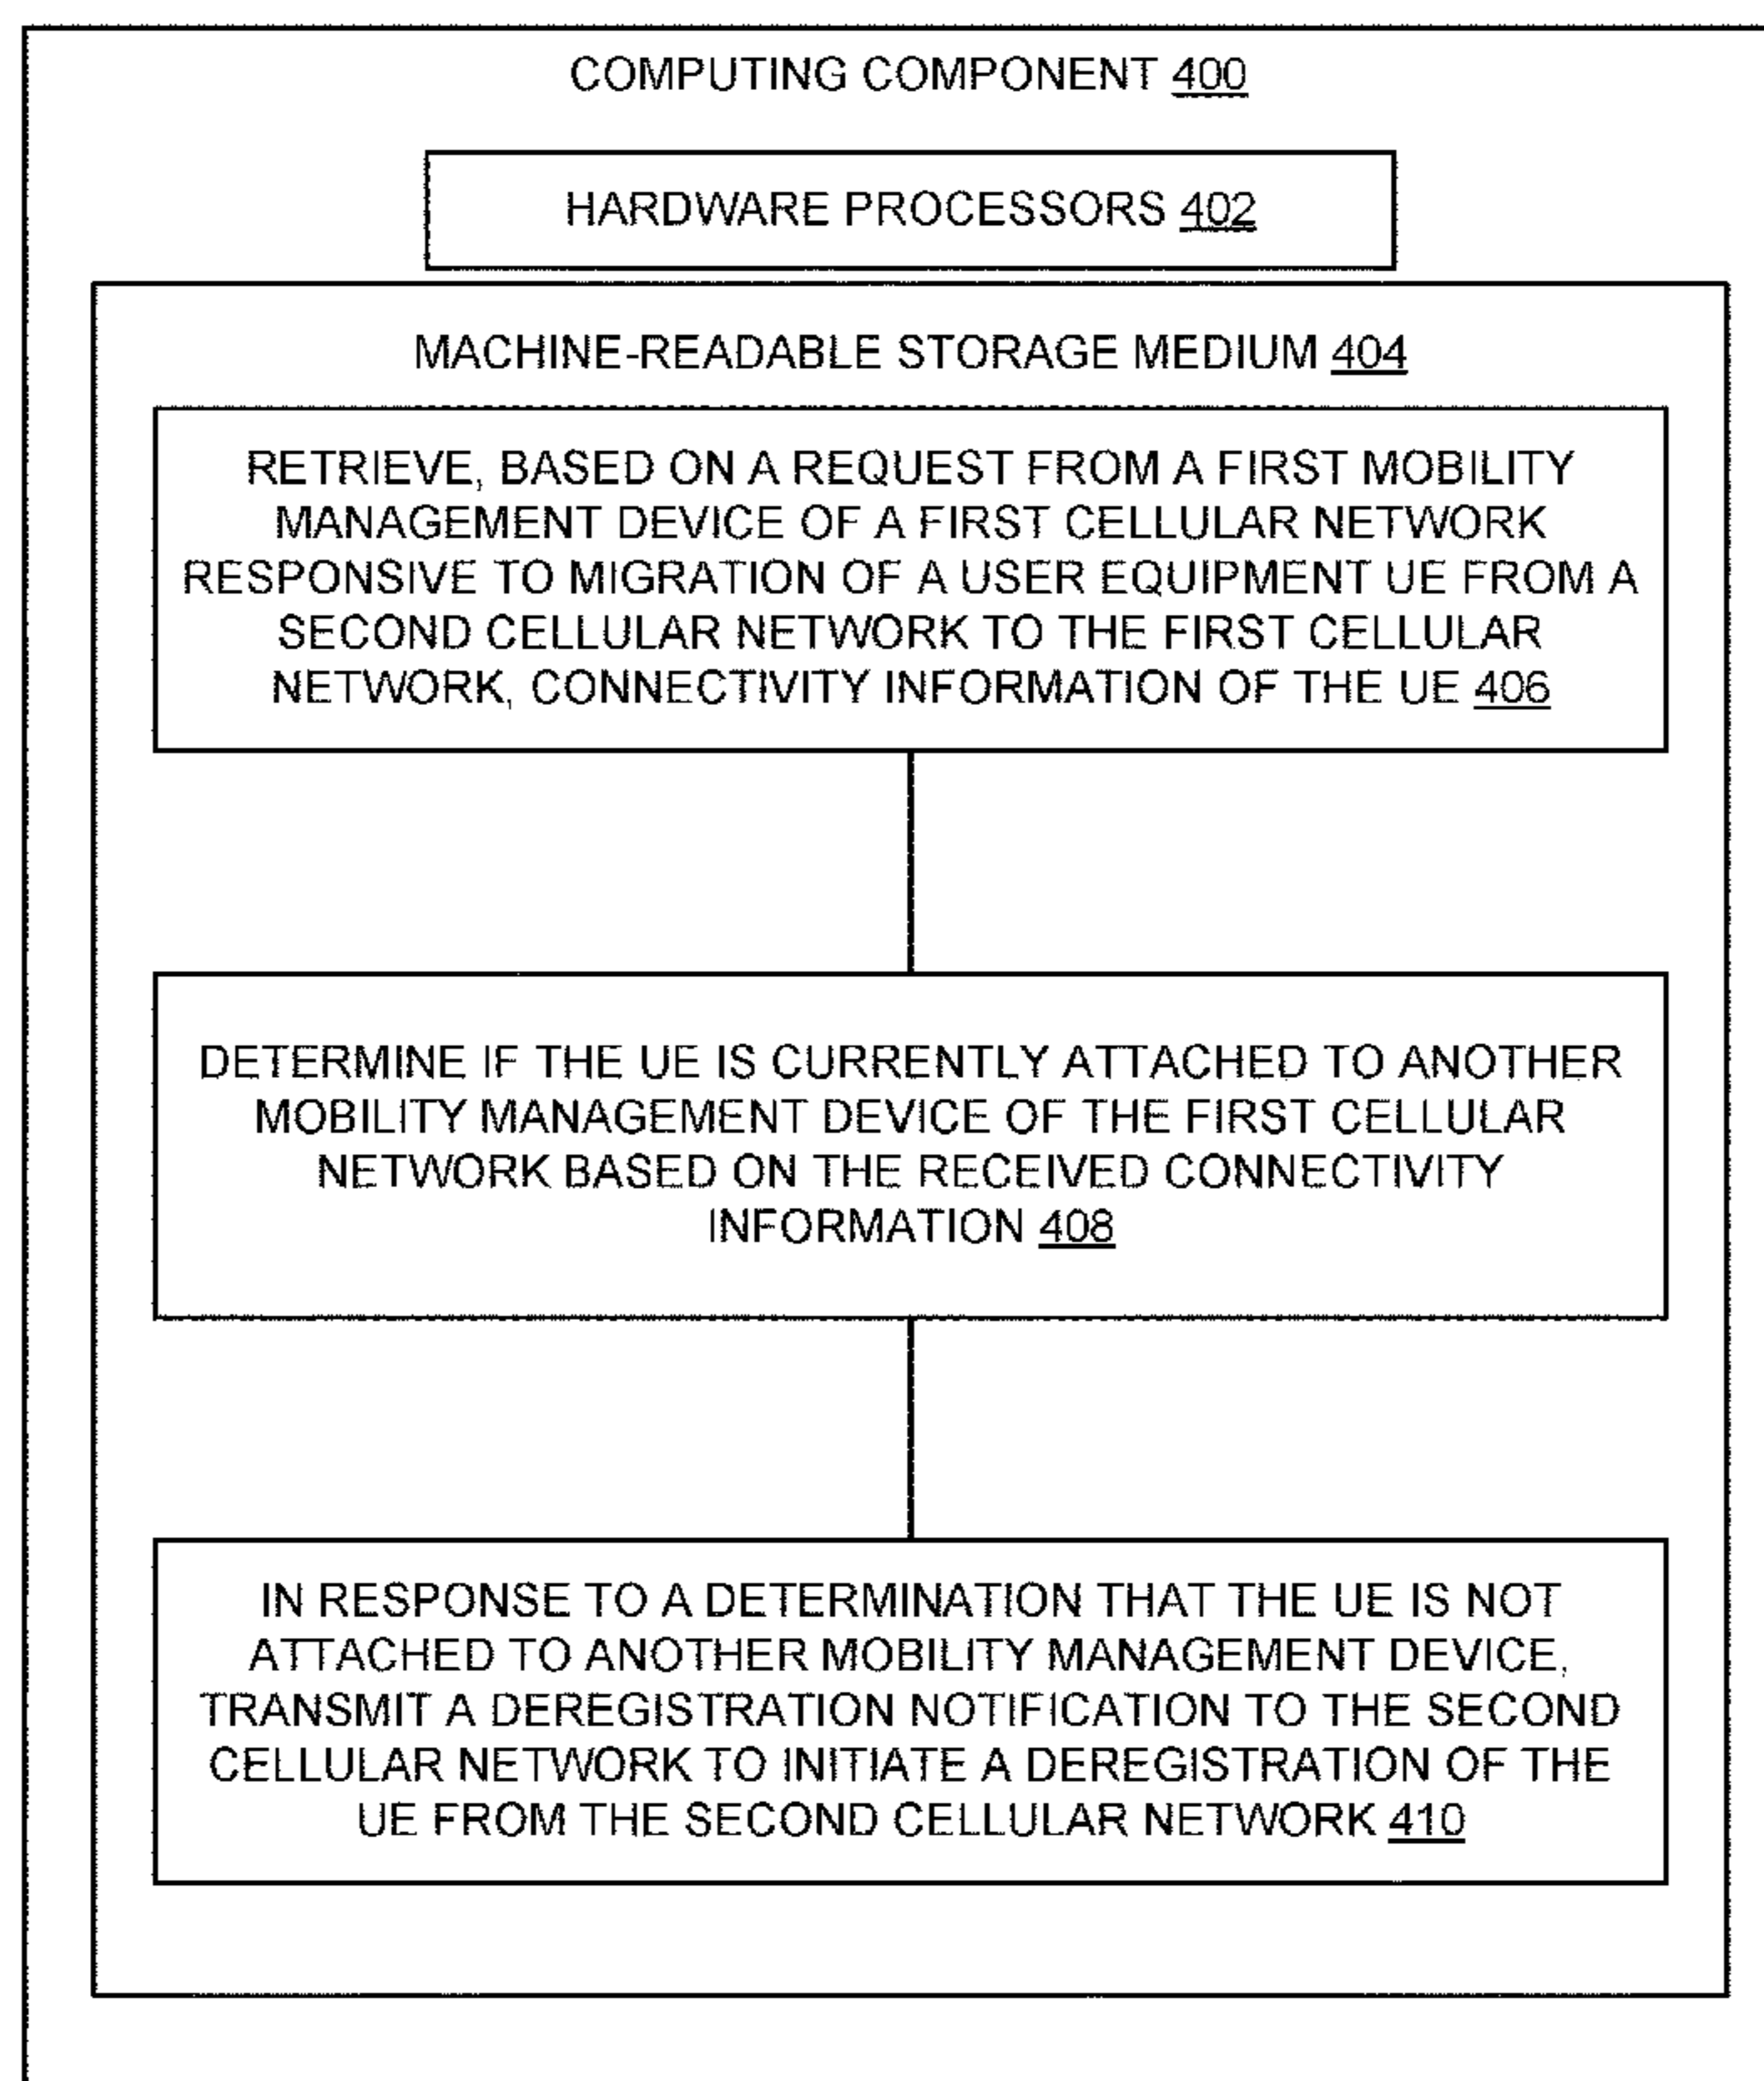 COMPUTING COMPONENT 400
HARDWARE PROCESSORS 402
MACHINE-READABLE STORAGE MEDIUM 404
RETRIEVE, BASED ON A REQUEST FROM A FIRST MOBILITY
MANAGEMENT DEVICE OF A FIRST CELLULAR NETWORK
RESPONSIVE TO MIGRATION OF A USER EQUIPMENT UE FROM A
SECOND CELLULAR NETWORK TO THE FIRST CELLULAR
NETWORK, CONNECTIVITY INFORMATION OF THE UE 406
DETERMINE IF THE UE IS CURRENTLY ATTACHED TO ANOTHER
MOBILITY MANAGEMENT DEVICE OF THE FIRST CELLULAR
NETWORK BASED ON THE RECEIVED CONNECTIVITY
INFORMATION 408
IN RESPONSE TO A DETERMINATION THAT THE UE IS NOT
ATTACHED TO ANOTHER MOBILITY MANAGEMENT DEVICE,
TRANSMIT A DEREGISTRATION NOTIFICATION TO THE SECOND
CELLULAR NETWORK TO INITIATE A DEREGISTRATION OF THE
UE FROM THE SECOND CELLULAR NETWORK 410